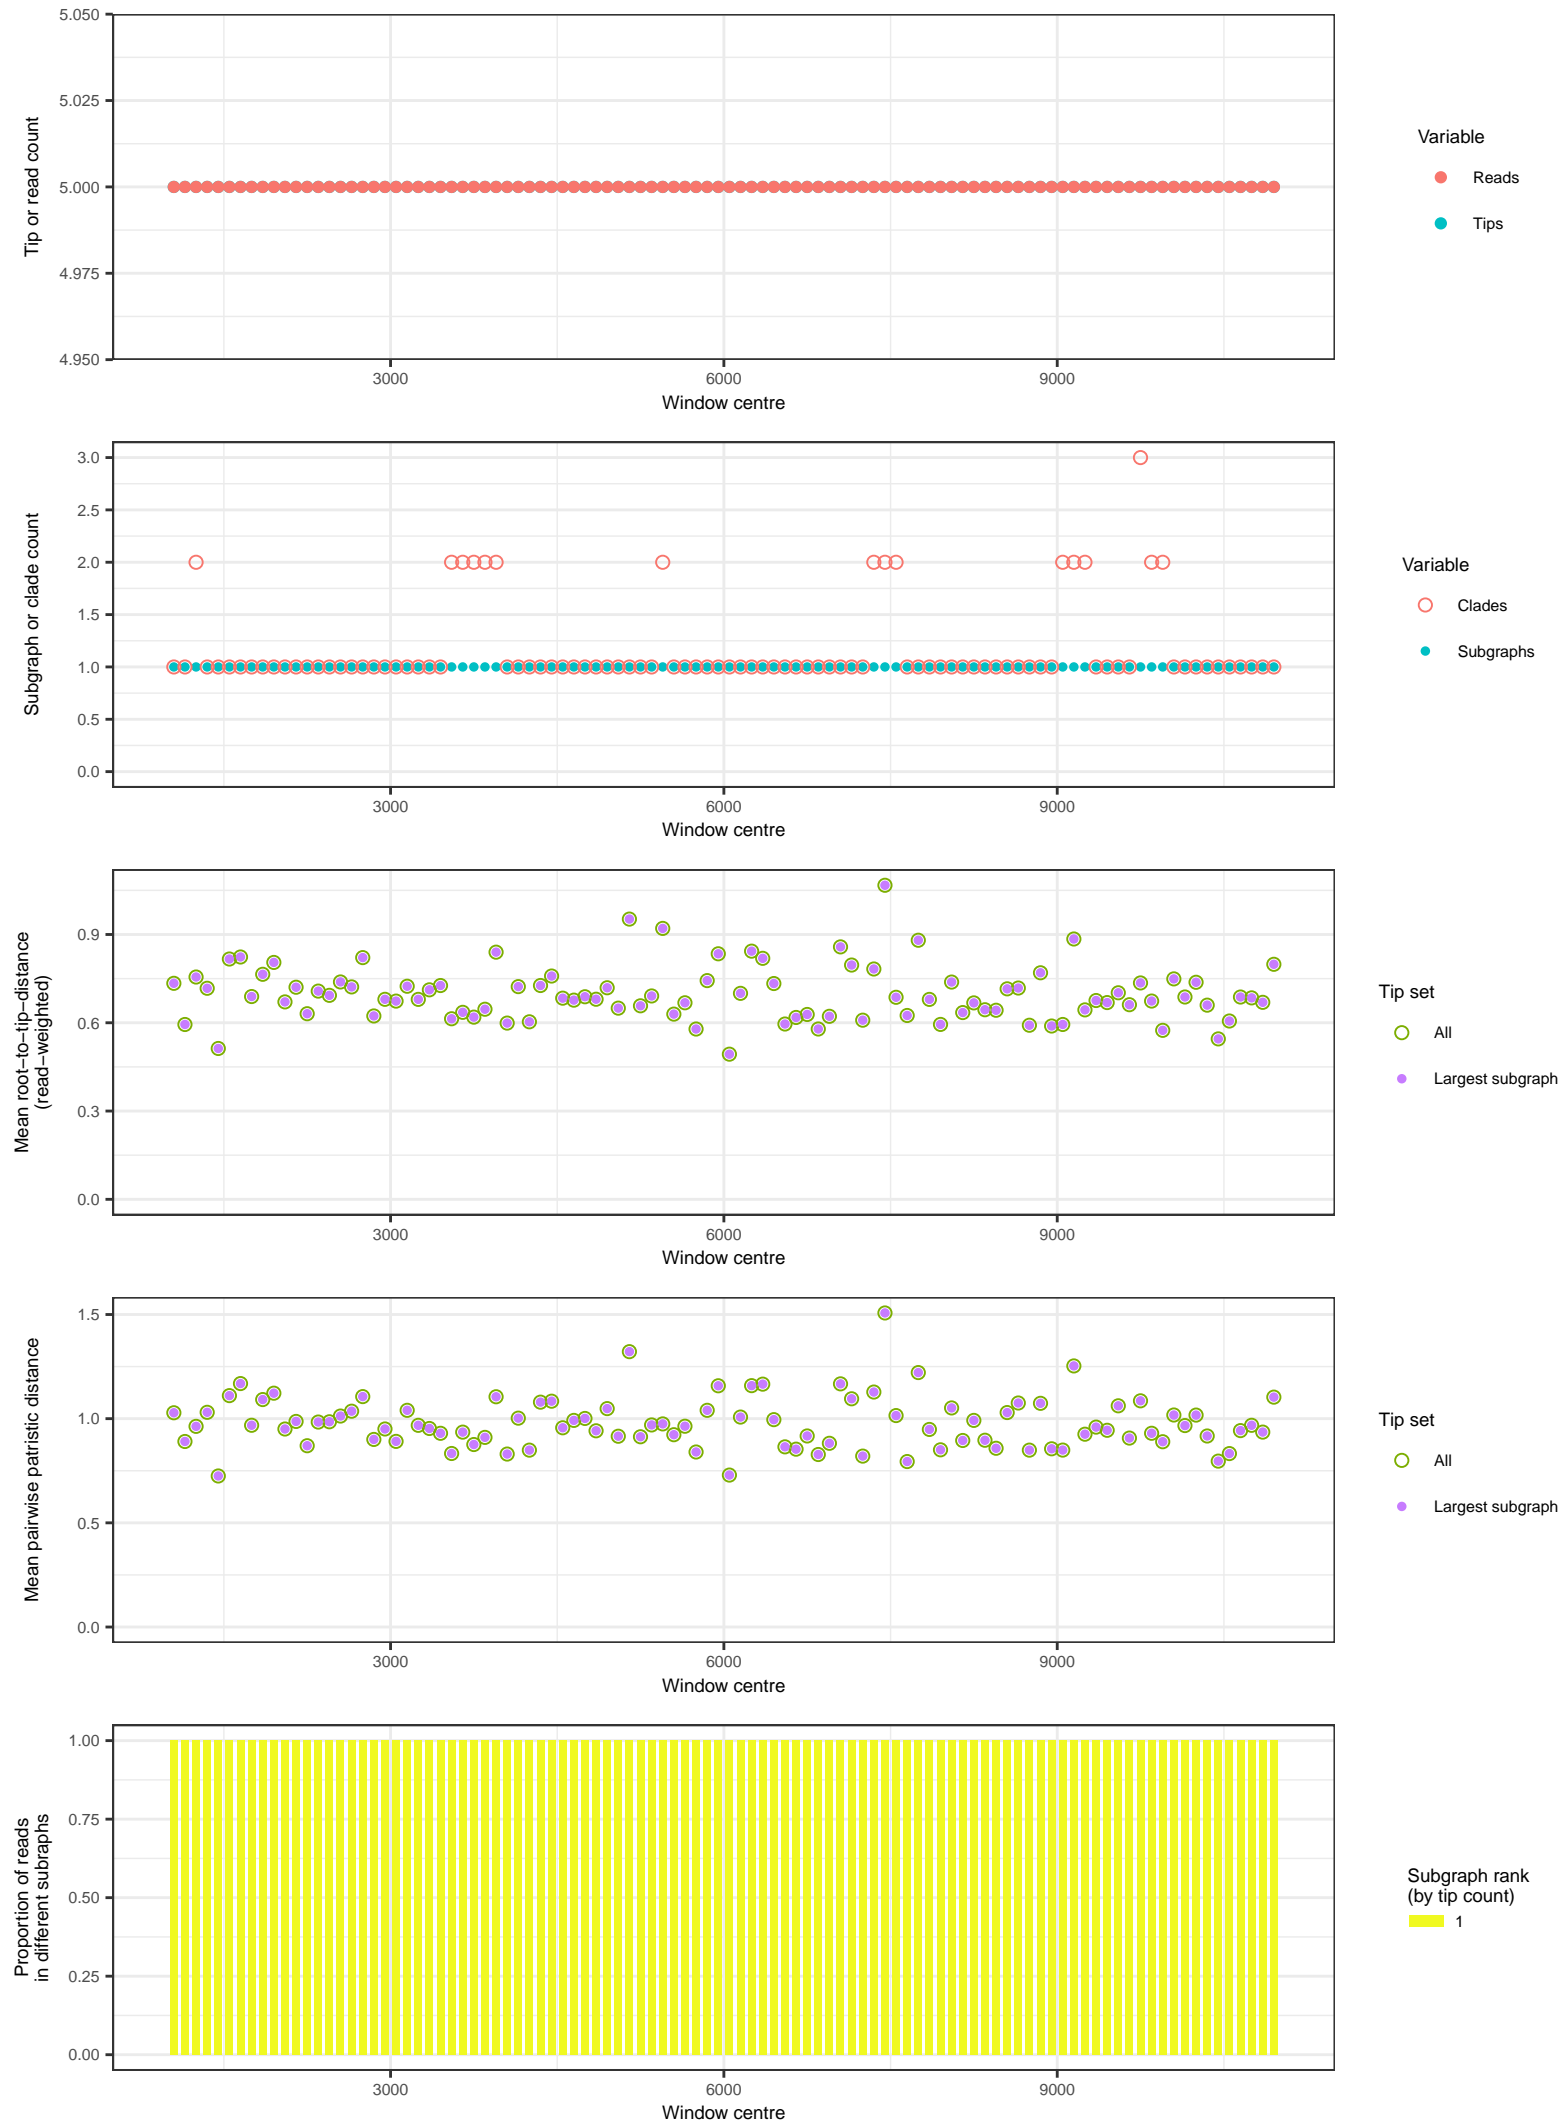 5.050
5.025
5.000
4.975
4.950
Tip or read count
3000 6000 9000
Window centre
Variable
Reads
Tips
3.0
2.5
2.0
1.5
1.0
0.5
0.0
Subgraph or clade count
3000 6000 9000
Window centre
Variable
Clades
Subgraphs
0.9
0.6
0.3
0.0
Mean root−to−tip−distance
(read−weighted)
3000 6000 9000
Window centre
Tip set
All
Largest subgraph
1.5
1.0
0.5
0.0
Mean pairwise patristic distance
3000 6000 9000
Window centre
Tip set
All
Largest subgraph
1.00
0.75
0.50
0.25
0.00
Proportion of reads
in different subraphs
3000 6000 9000
Window centre
Subgraph rank
(by tip count)
1